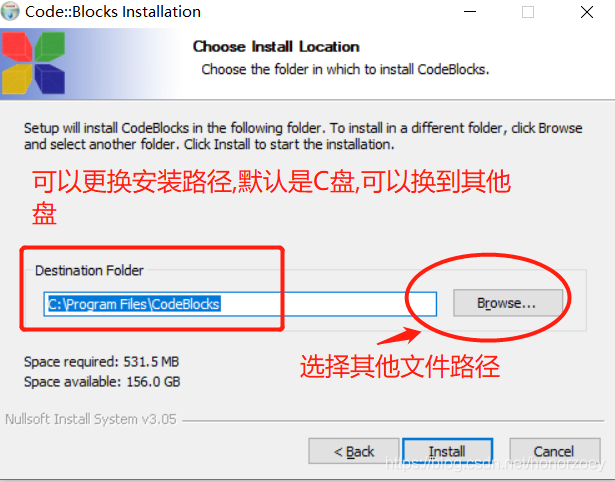 Code::Blocks Installation
Choose Install Location
Choose the folder in which to install CodeBlocks.
Setup will install CodeBlocks in the following folder. To install in a different folder, click Browse
and select another folder. Click Install to start the installation.
可以更换安装路径,默认是C盘,可以换到其他
盘
Destination Folder
C:\Program Files\CodeBlocks
Browse...
选择其他文件路径
Space required: 531.5 MB
Space available: 156.0 GB
Nullsoft Install System v3.05
< Back
Install
Cancel
https://blog.csdn.net/honorzoey